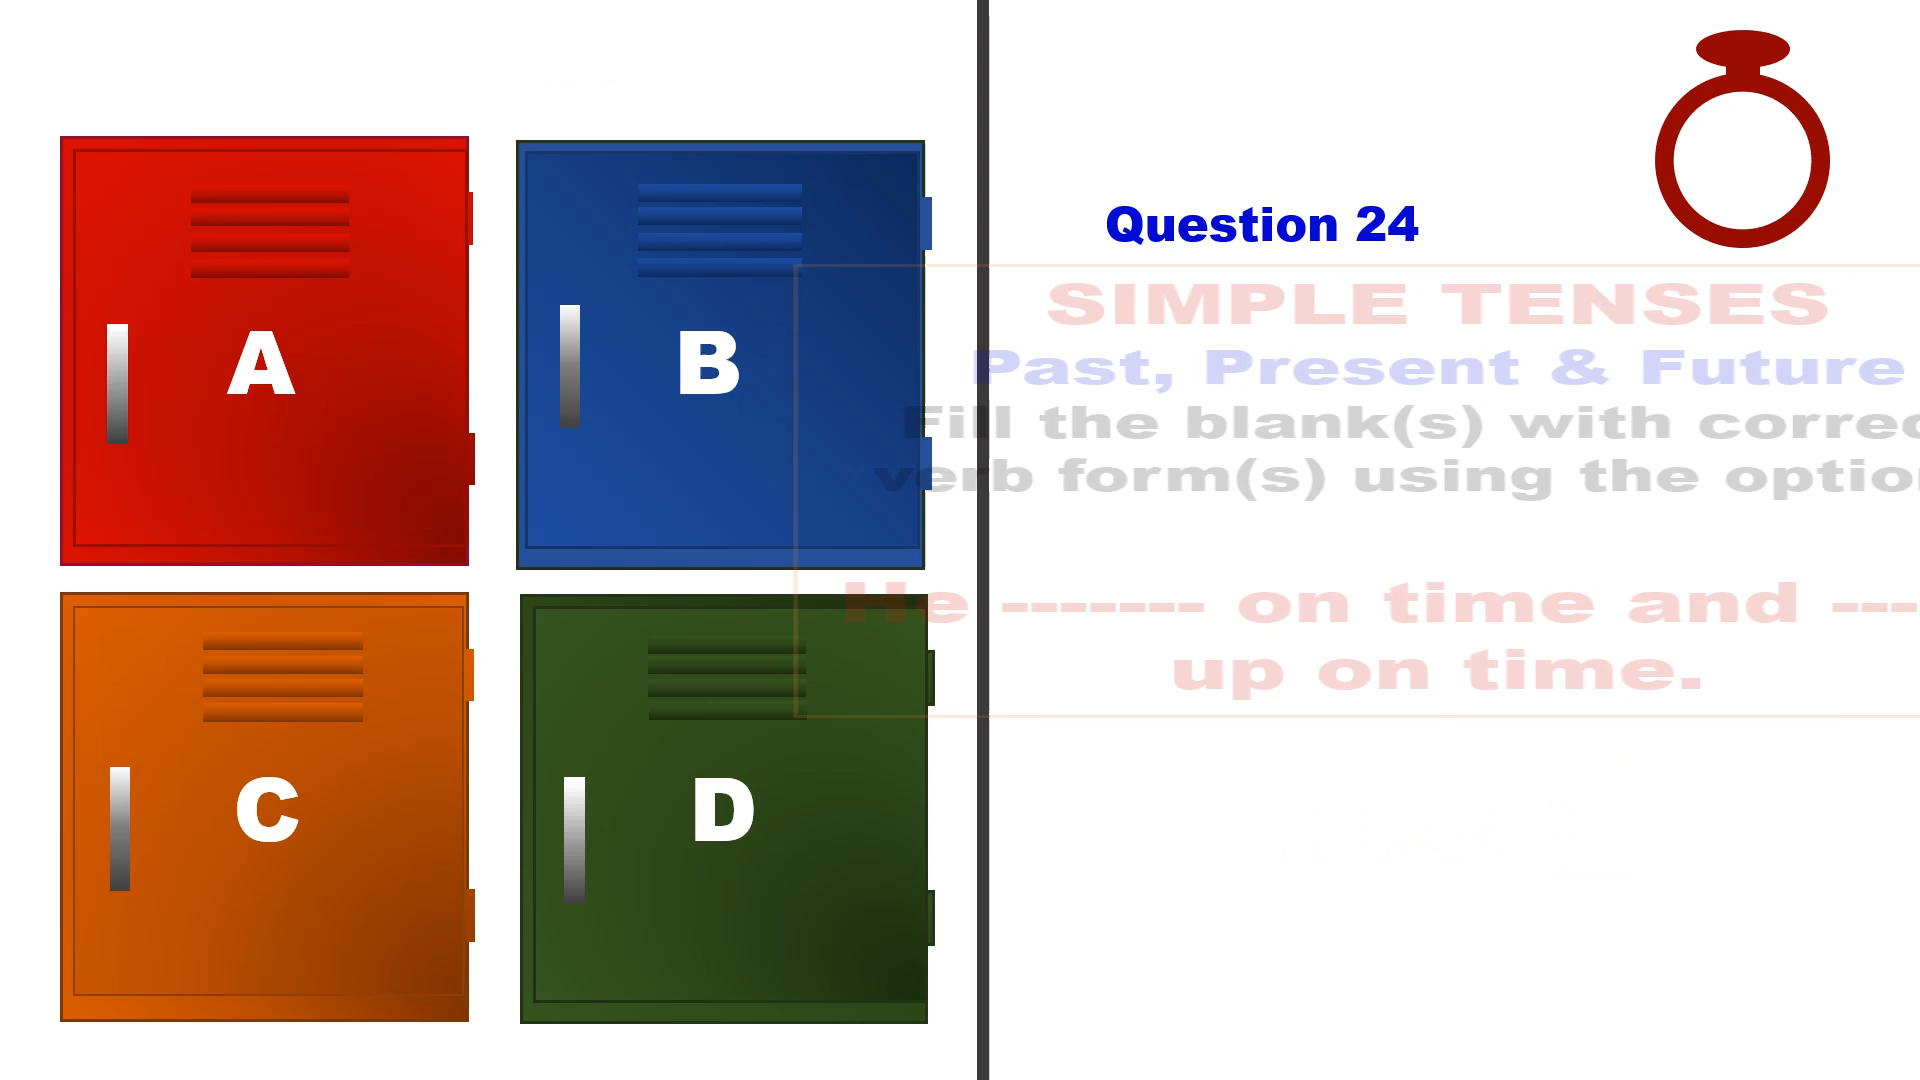 A
B
C
D
Question 24
SIMPLE TENSES
Past, Present & Future
Fill the blank(s) with correc
verb form(s) using the optio
He ------- on time and ---
up on time.